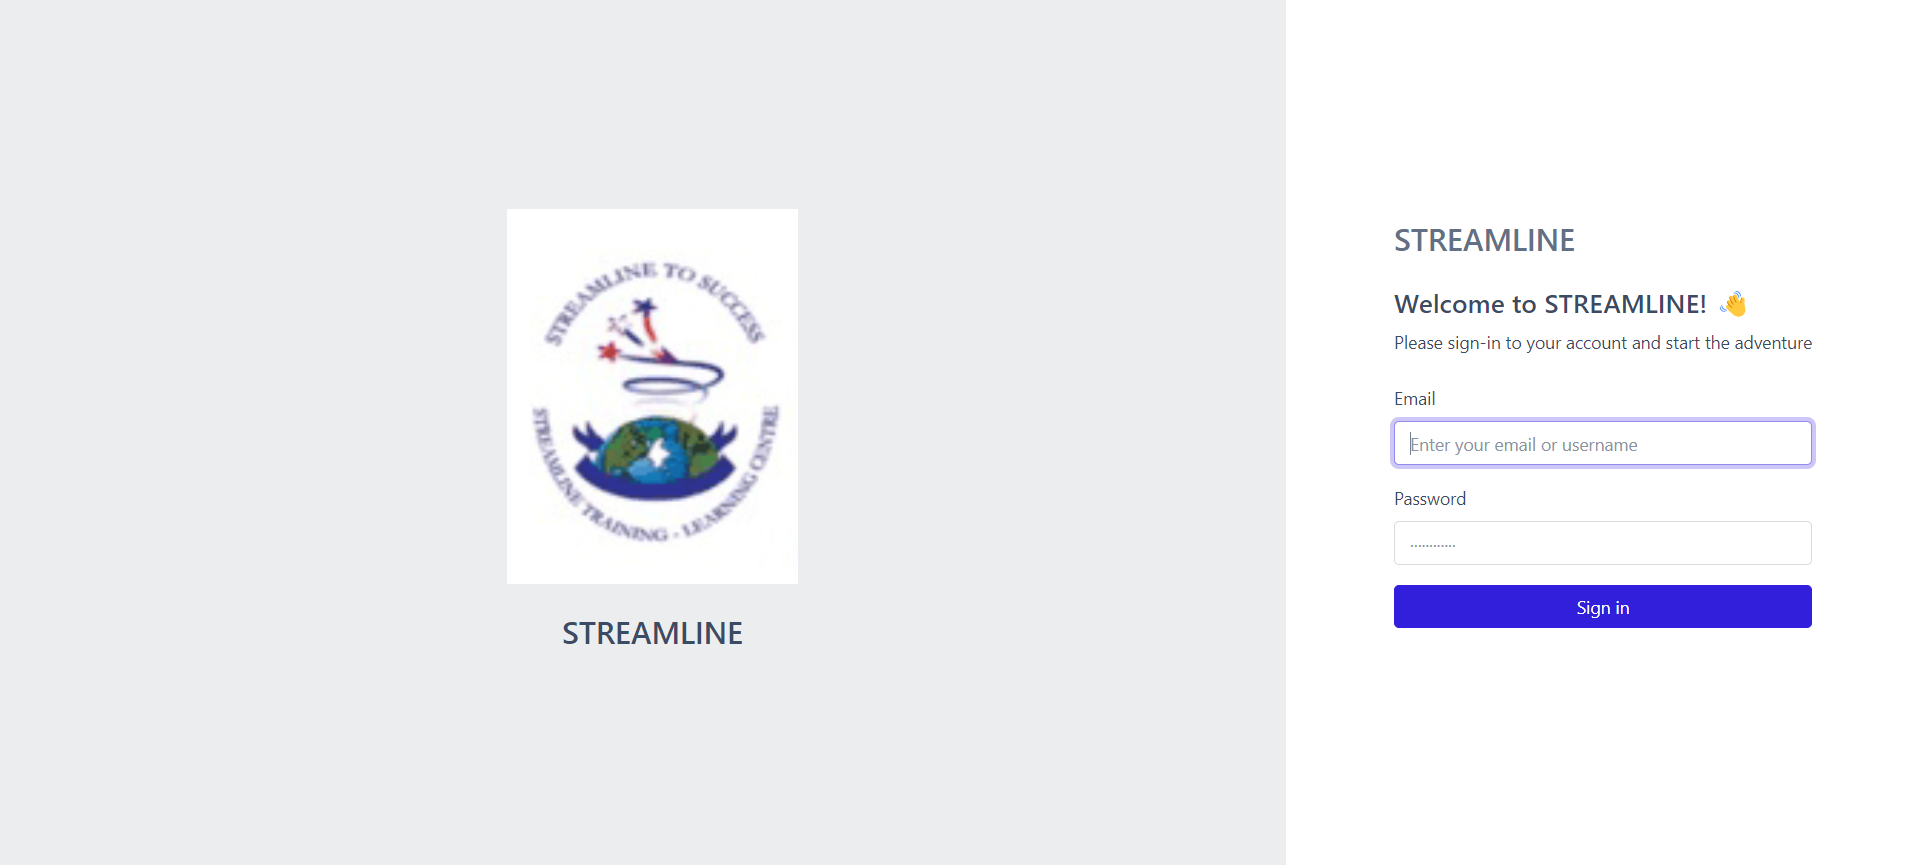 STREAMLINE TO SUCCESS
STREAMLINE TRAINING - LEARNING CENTRE
STREAMLINE
STREAMLINE
Welcome to STREAMLINE! 👋
Please sign-in to your account and start the adventure
Email
Enter your email or username
Password
............
Sign in